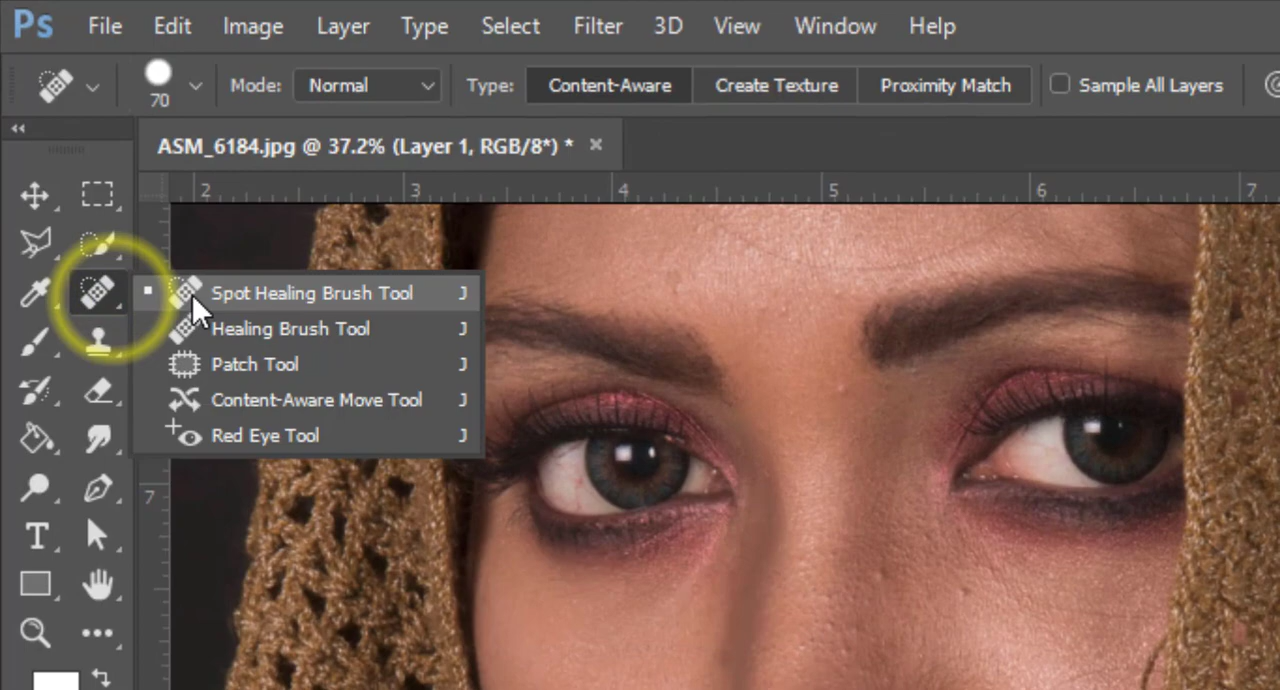 Ps File Edit Image Layer Type Select Filter 3D View Window Help
70 Mode: Normal Type: Content-Aware Create Texture Proximity Match Sample All Layers
ASM_6184.jpg @ 37.2% (Layer 1, RGB/8*) * ×
2 3 4 5 6 7
Spot Healing Brush Tool J
Healing Brush Tool J
Patch Tool J
Content-Aware Move Tool J
Red Eye Tool J
7